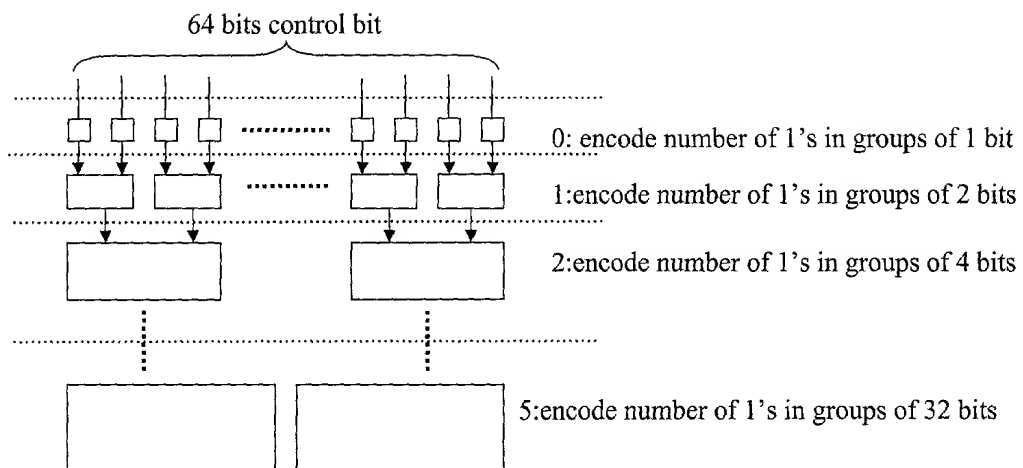 64 bits control bit
0: encode number of 1's in groups of 1 bit
1:encode number of 1's in groups of 2 bits
2:encode number of 1's in groups of 4 bits
5:encode number of 1's in groups of 32 bits